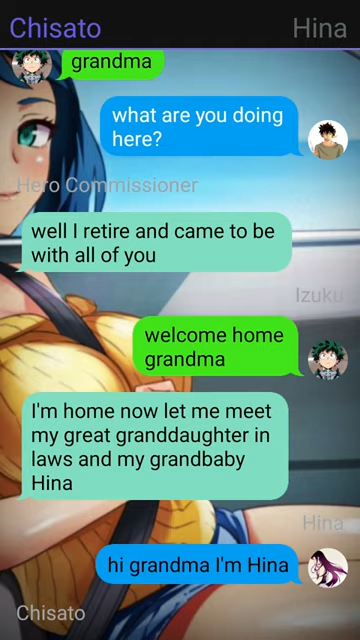 Chisato Hina
grandma
what are you doing
here?
Hero Commissioner
well I retire and came to be
with all of you
Izuku
welcome home
grandma
I'm home now let me meet
my great granddaughter in
laws and my grandbaby
Hina
Hina
hi grandma I'm Hina
Chisato